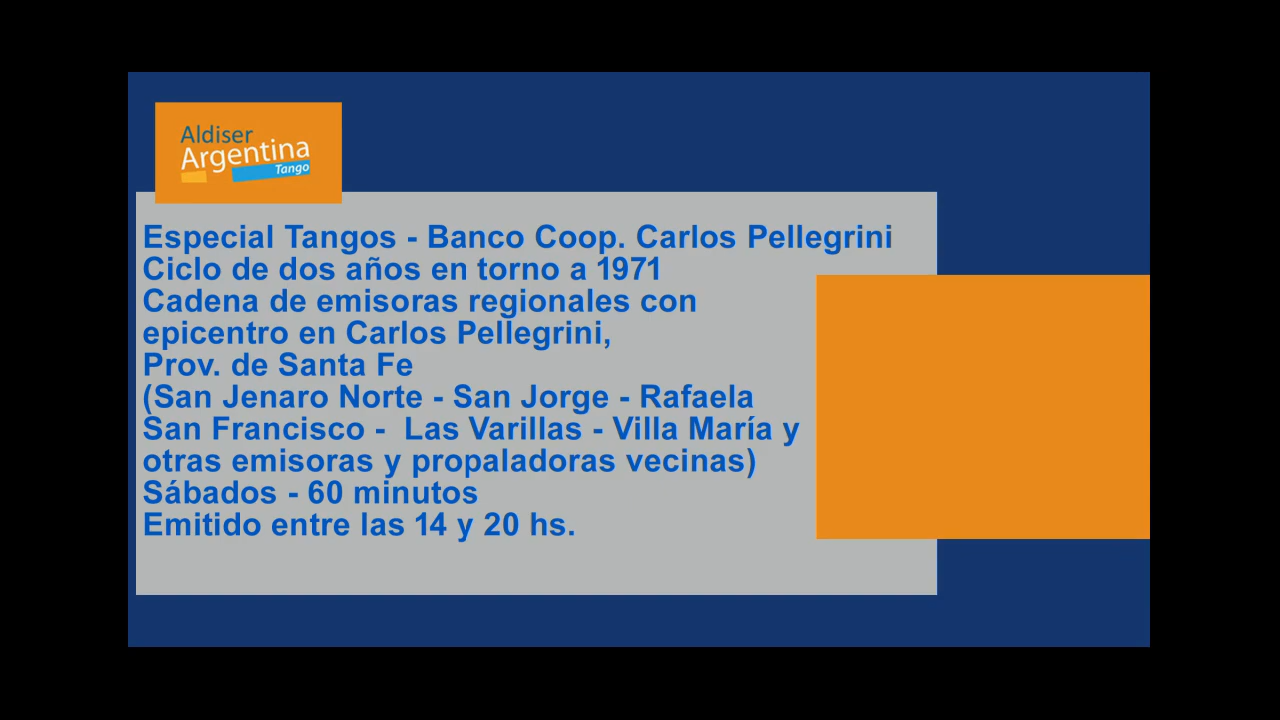 Aldiser
Argentina
Tango
Especial Tangos - Banco Coop. Carlos Pellegrini
Ciclo de dos años en torno a 1971
Cadena de emisoras regionales con
epicentro en Carlos Pellegrini,
Prov. de Santa Fe
(San Jenaro Norte - San Jorge - Rafaela
San Francisco -  Las Varillas - Villa María y
otras emisoras y propaladoras vecinas)
Sábados - 60 minutos
Emitido entre las 14 y 20 hs.